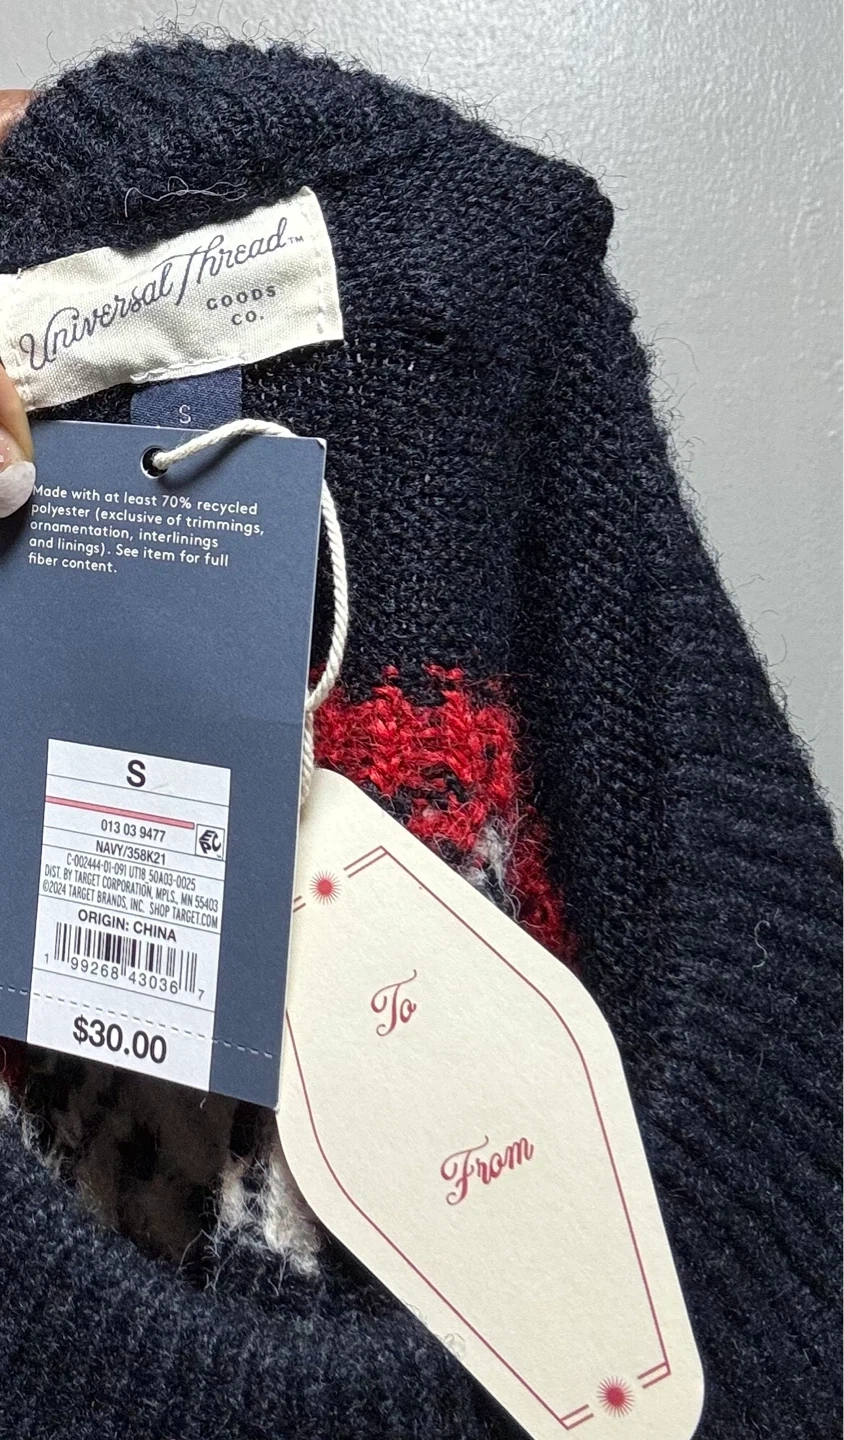 Universal Thread™
GOODS
CO.
S
Made with at least 70% recycled
polyester (exclusive of trimmings,
ornamentation, interlinings
and linings). See item for full
fiber content.
S
013 03 9477
NAVY/358K21
C-002444-01-091 UT18 50A03-0025
DIST. BY TARGET CORPORATION, MPLS., MN 55403
©2024 TARGET BRANDS, INC. SHOP TARGET.COM
ORIGIN: CHINA
1 99268 43036 7
$30.00
To
From